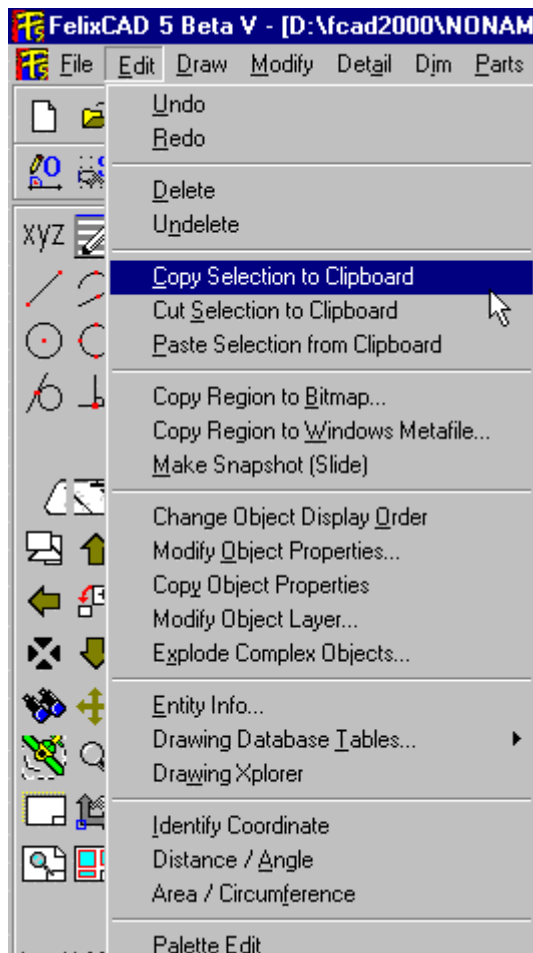 FelixCAD 5 Beta V - [D:\fcad2000\NONAM
File Edit Draw Modify Detail Dim Parts
Undo
Redo
Delete
Undelete
xyz
Copy Selection to Clipboard
Cut Selection to Clipboard
Paste Selection from Clipboard
Copy Region to Bitmap...
Copy Region to Windows Metafile...
Make Snapshot (Slide)
Change Object Display Order
Modify Object Properties...
Copy Object Properties
Modify Object Layer...
Explode Complex Objects...
Entity Info...
Drawing Database Tables...
Drawing Xplorer
Identify Coordinate
Distance / Angle
Area / Circumference
Palette Edit